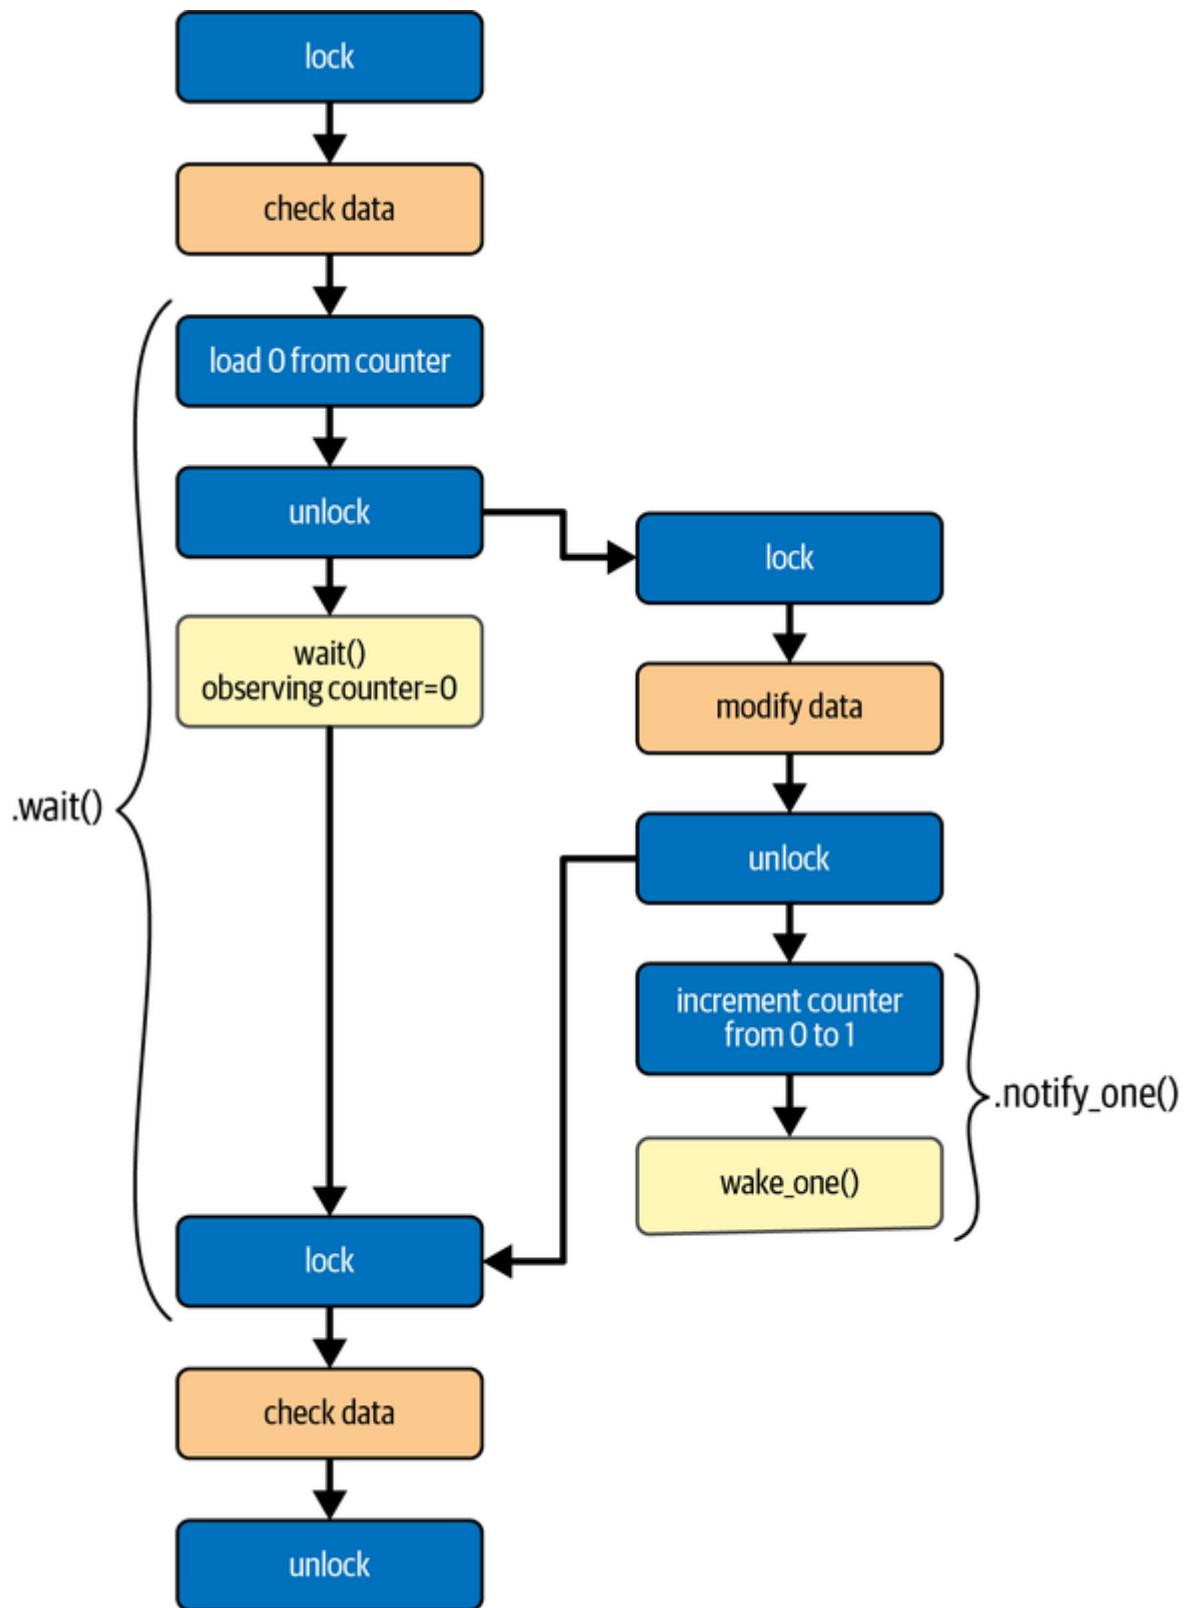 lock
check data
load 0 from counter
unlock
wait()
observing counter=0
.wait()
lock
check data
unlock
lock
modify data
unlock
increment counter
from 0 to 1
wake_one()
.notify_one()